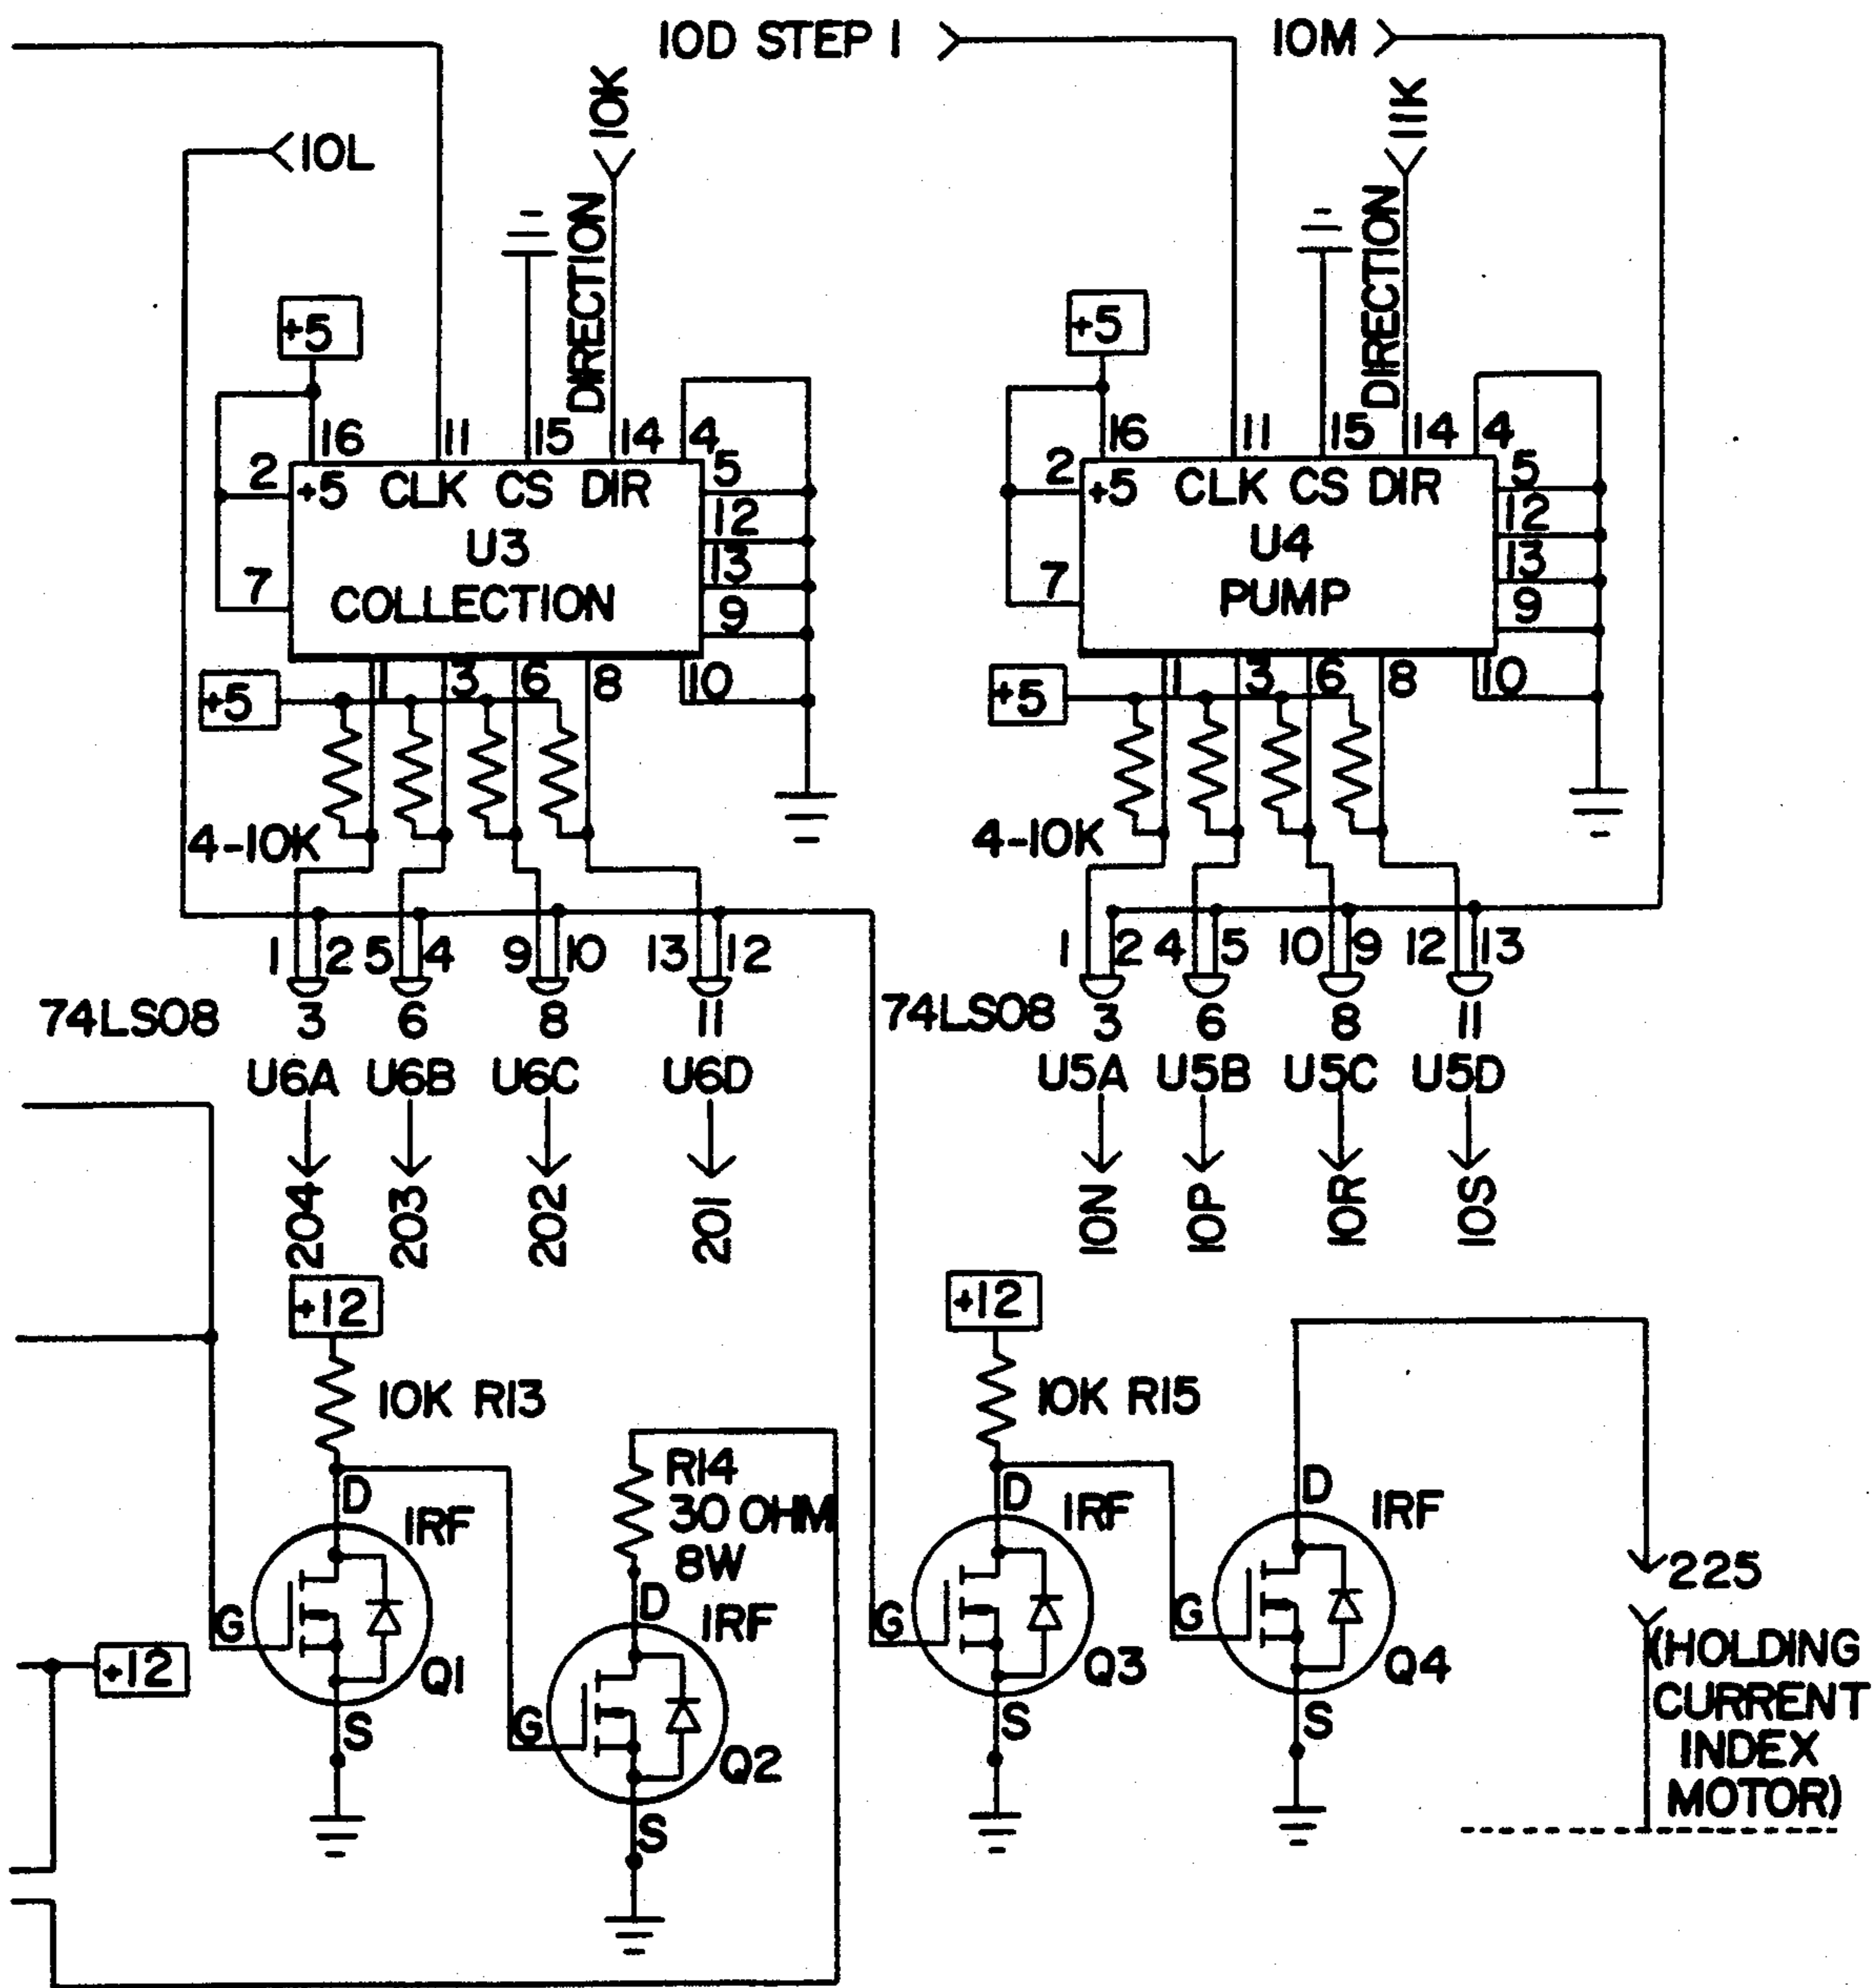 10D STEP 1
10M
10K
11K
10L
DIRECTION
DIRECTION
+5
+5
16 11 15 14 4
16 11 15 14 4
2 +5 CLK CS DIR 5
2 +5 CLK CS DIR 5
12
12
U3
U4
13
13
7 COLLECTION 9
7 PUMP 9
+5 1 3 6 8 10
+5 1 3 6 8 10
4-10K
4-10K
1 2 5 4 9 10 13 12
1 2 4 5 10 9 12 13
74LS08 3 6 8 11
74LS08 3 6 8 11
U6A U6B U6C U6D
U5A U5B U5C U5D
204 203 202 201
10N 10P 10R 10S
+12
+12
10K R13
10K R15
R14
30 OHM
8W
D IRF
D IRF
D IRF
D IRF
G
G
G
G
Q1
Q2
Q3
Q4
S
S
S
S
+12
225
(HOLDING
CURRENT
INDEX
MOTOR)